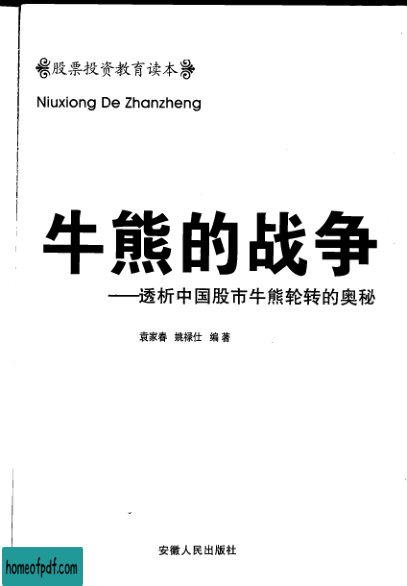 股票投资教育读本
Niuxiong De Zhanzheng
牛熊的战争
——透析中国股市牛熊轮转的奥秘
袁家春 姚禄仕 编著
安徽人民出版社
homeofpdf.com